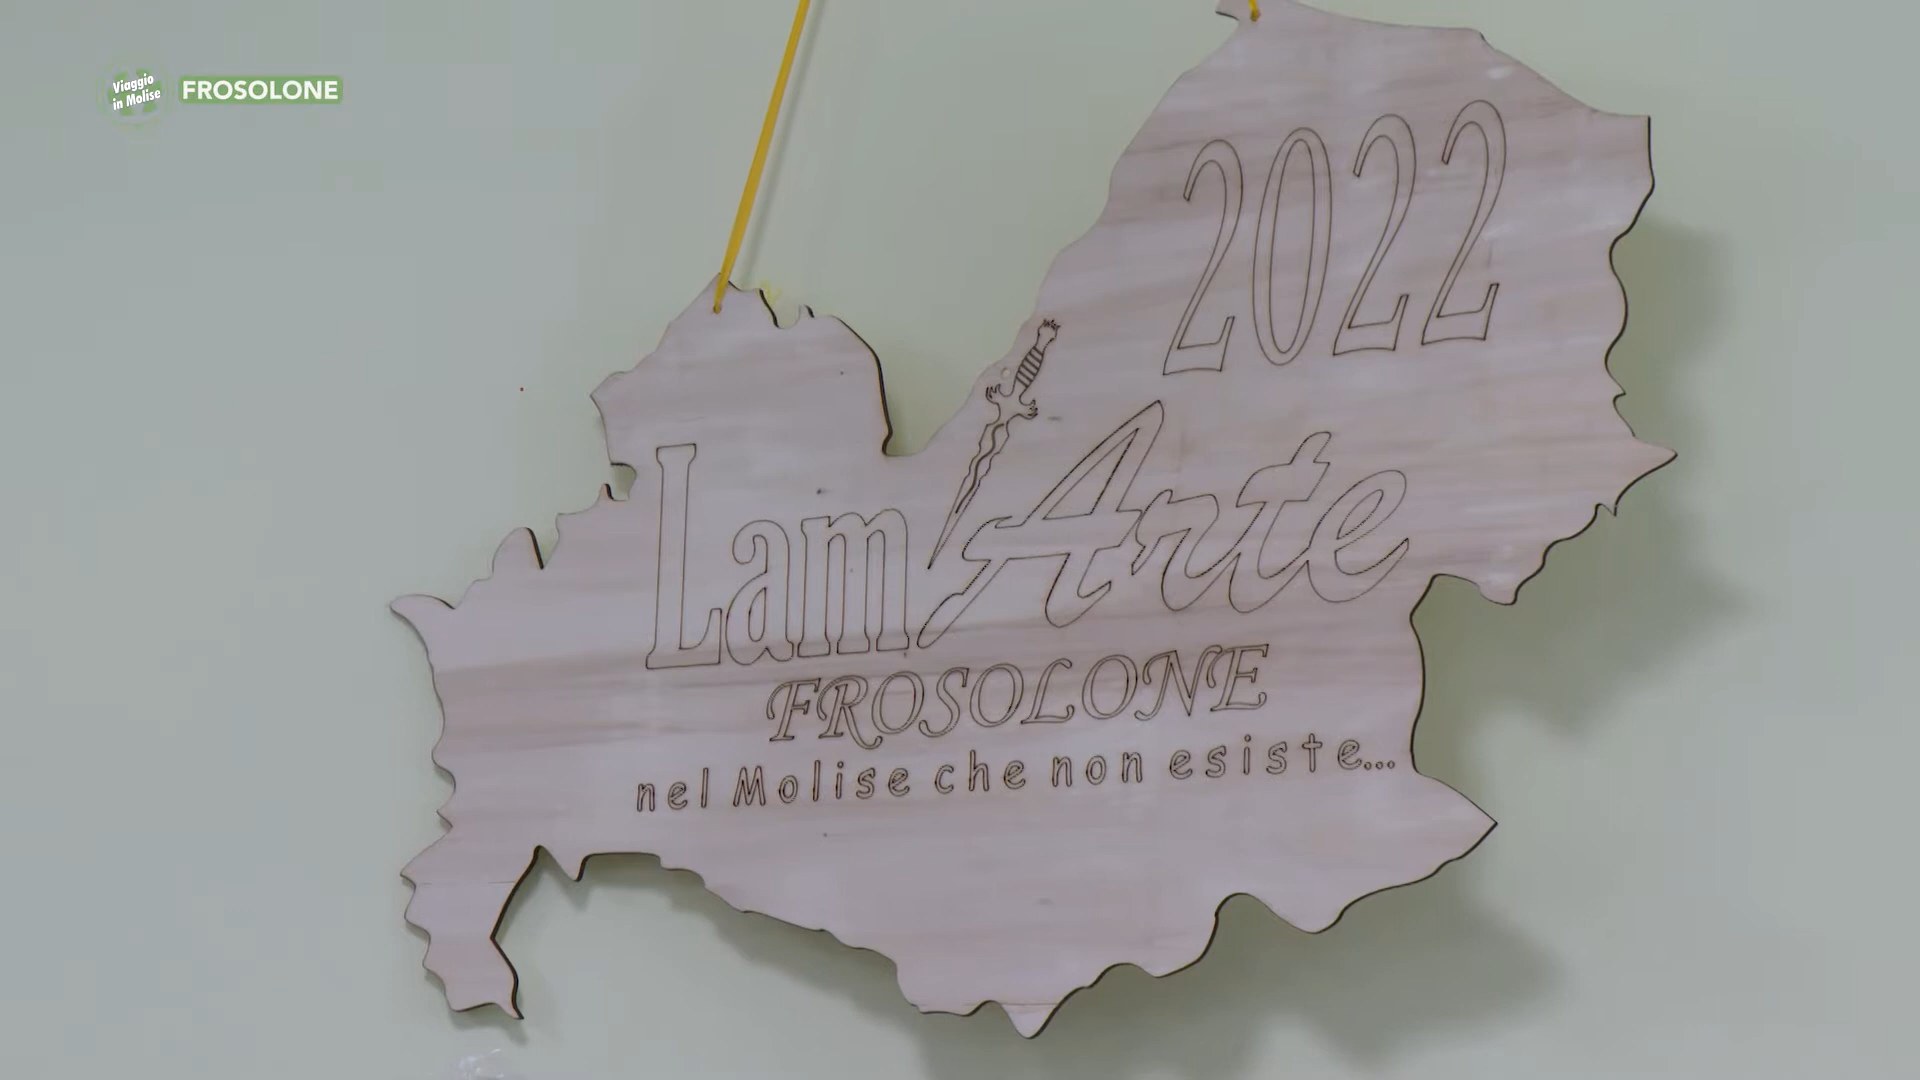 Viaggio
in Molise
FROSOLONE
2022
Lam Arte
FROSOLONE
nel Molise che non esiste...